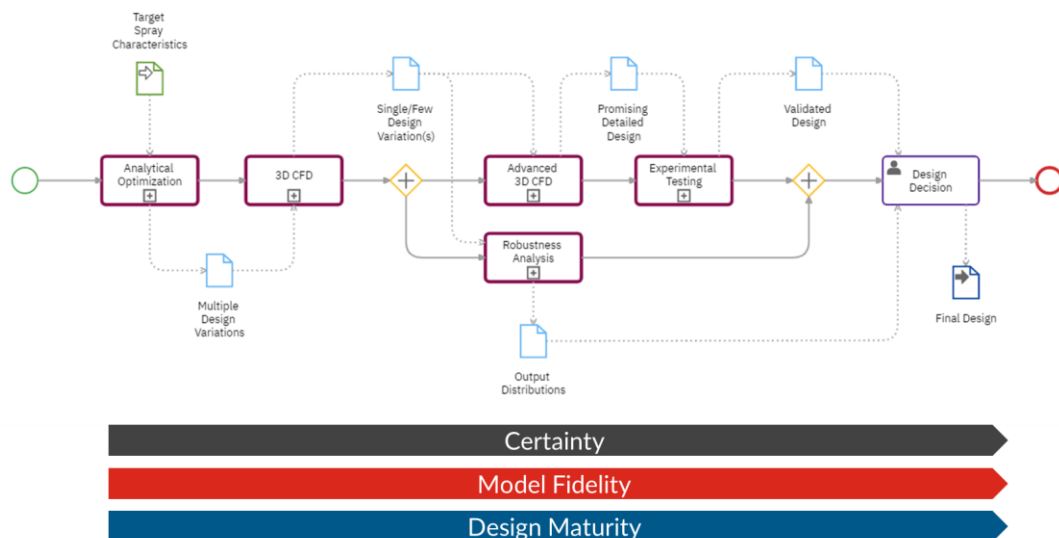 Target
Spray
Characteristics
Single/Few
Design
Variation(s)
Promising
Detailed
Design
Validated
Design
Analytical
Optimization
3D CFD
Advanced
3D CFD
Experimental
Testing
Design
Decision
Robustness
Analysis
Multiple
Design
Variations
Final Design
Output
Distributions
Certainty
Model Fidelity
Design Maturity